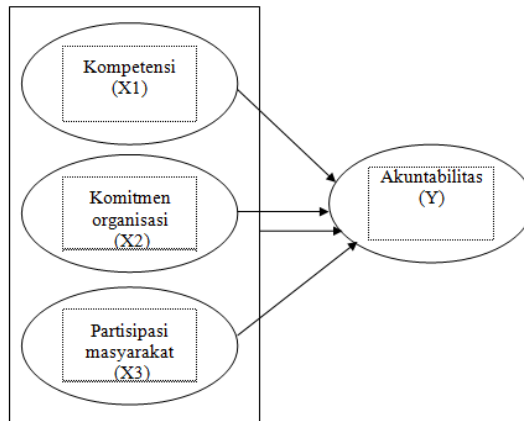 Kompetensi
(X1)
Komitmen
organisasi
(X2)
Partisipasi
masyarakat
(X3)
Akuntabilitas
(Y)